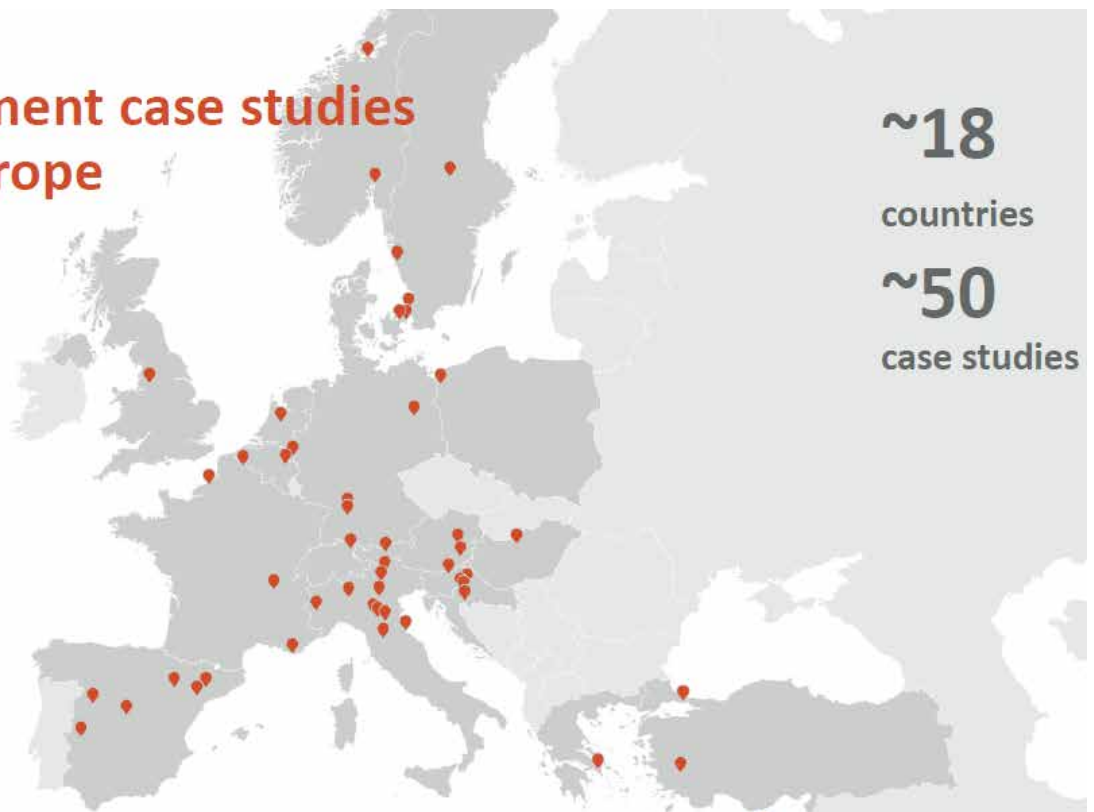 ment case studies
rope
~18
countries
~50
case studies